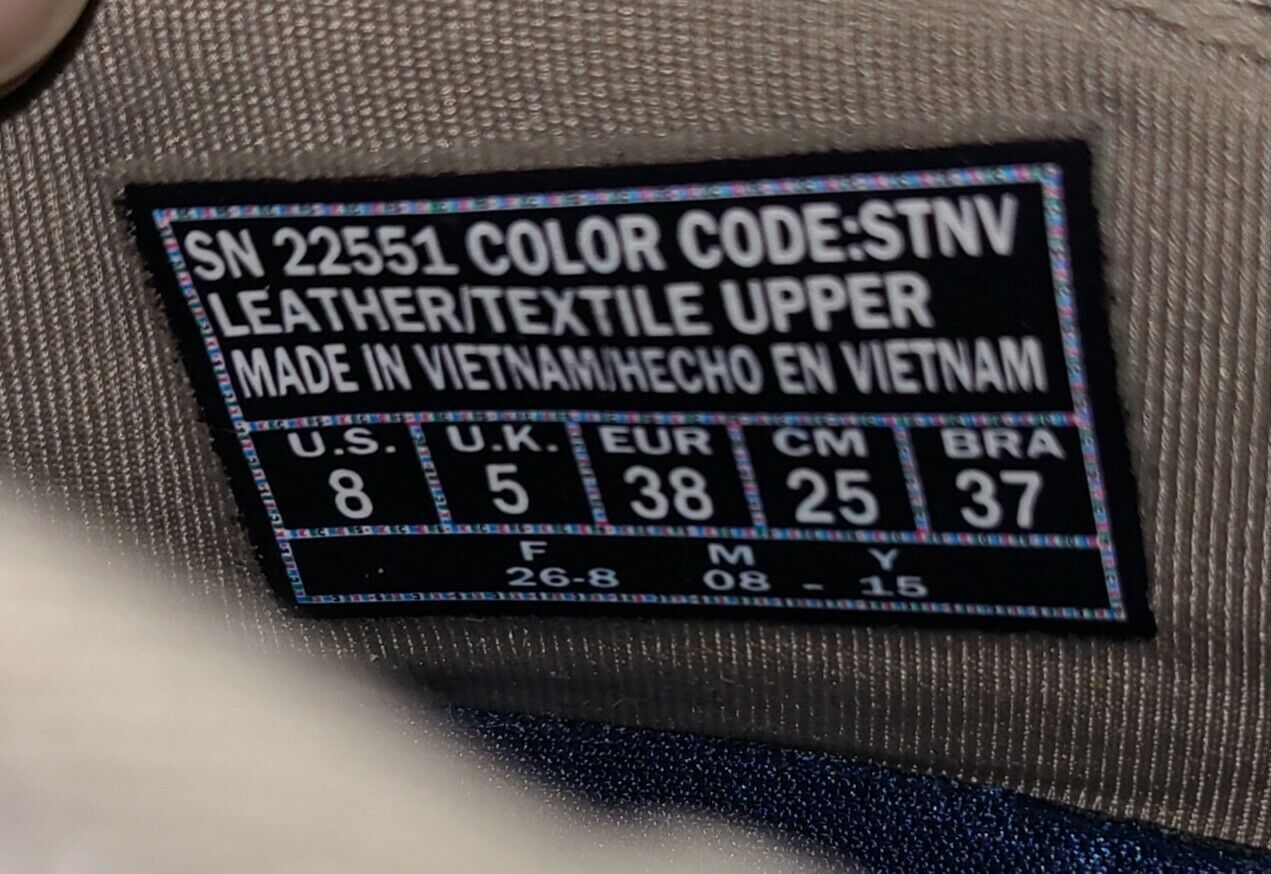 SN 22551 COLOR CODE:STNV
LEATHER/TEXTILE UPPER
MADE IN VIETNAM/HECHO EN VIETNAM
U.S. U.K. EUR CM BRA
8 5 38 25 37
F M Y
26-8 08 - 15